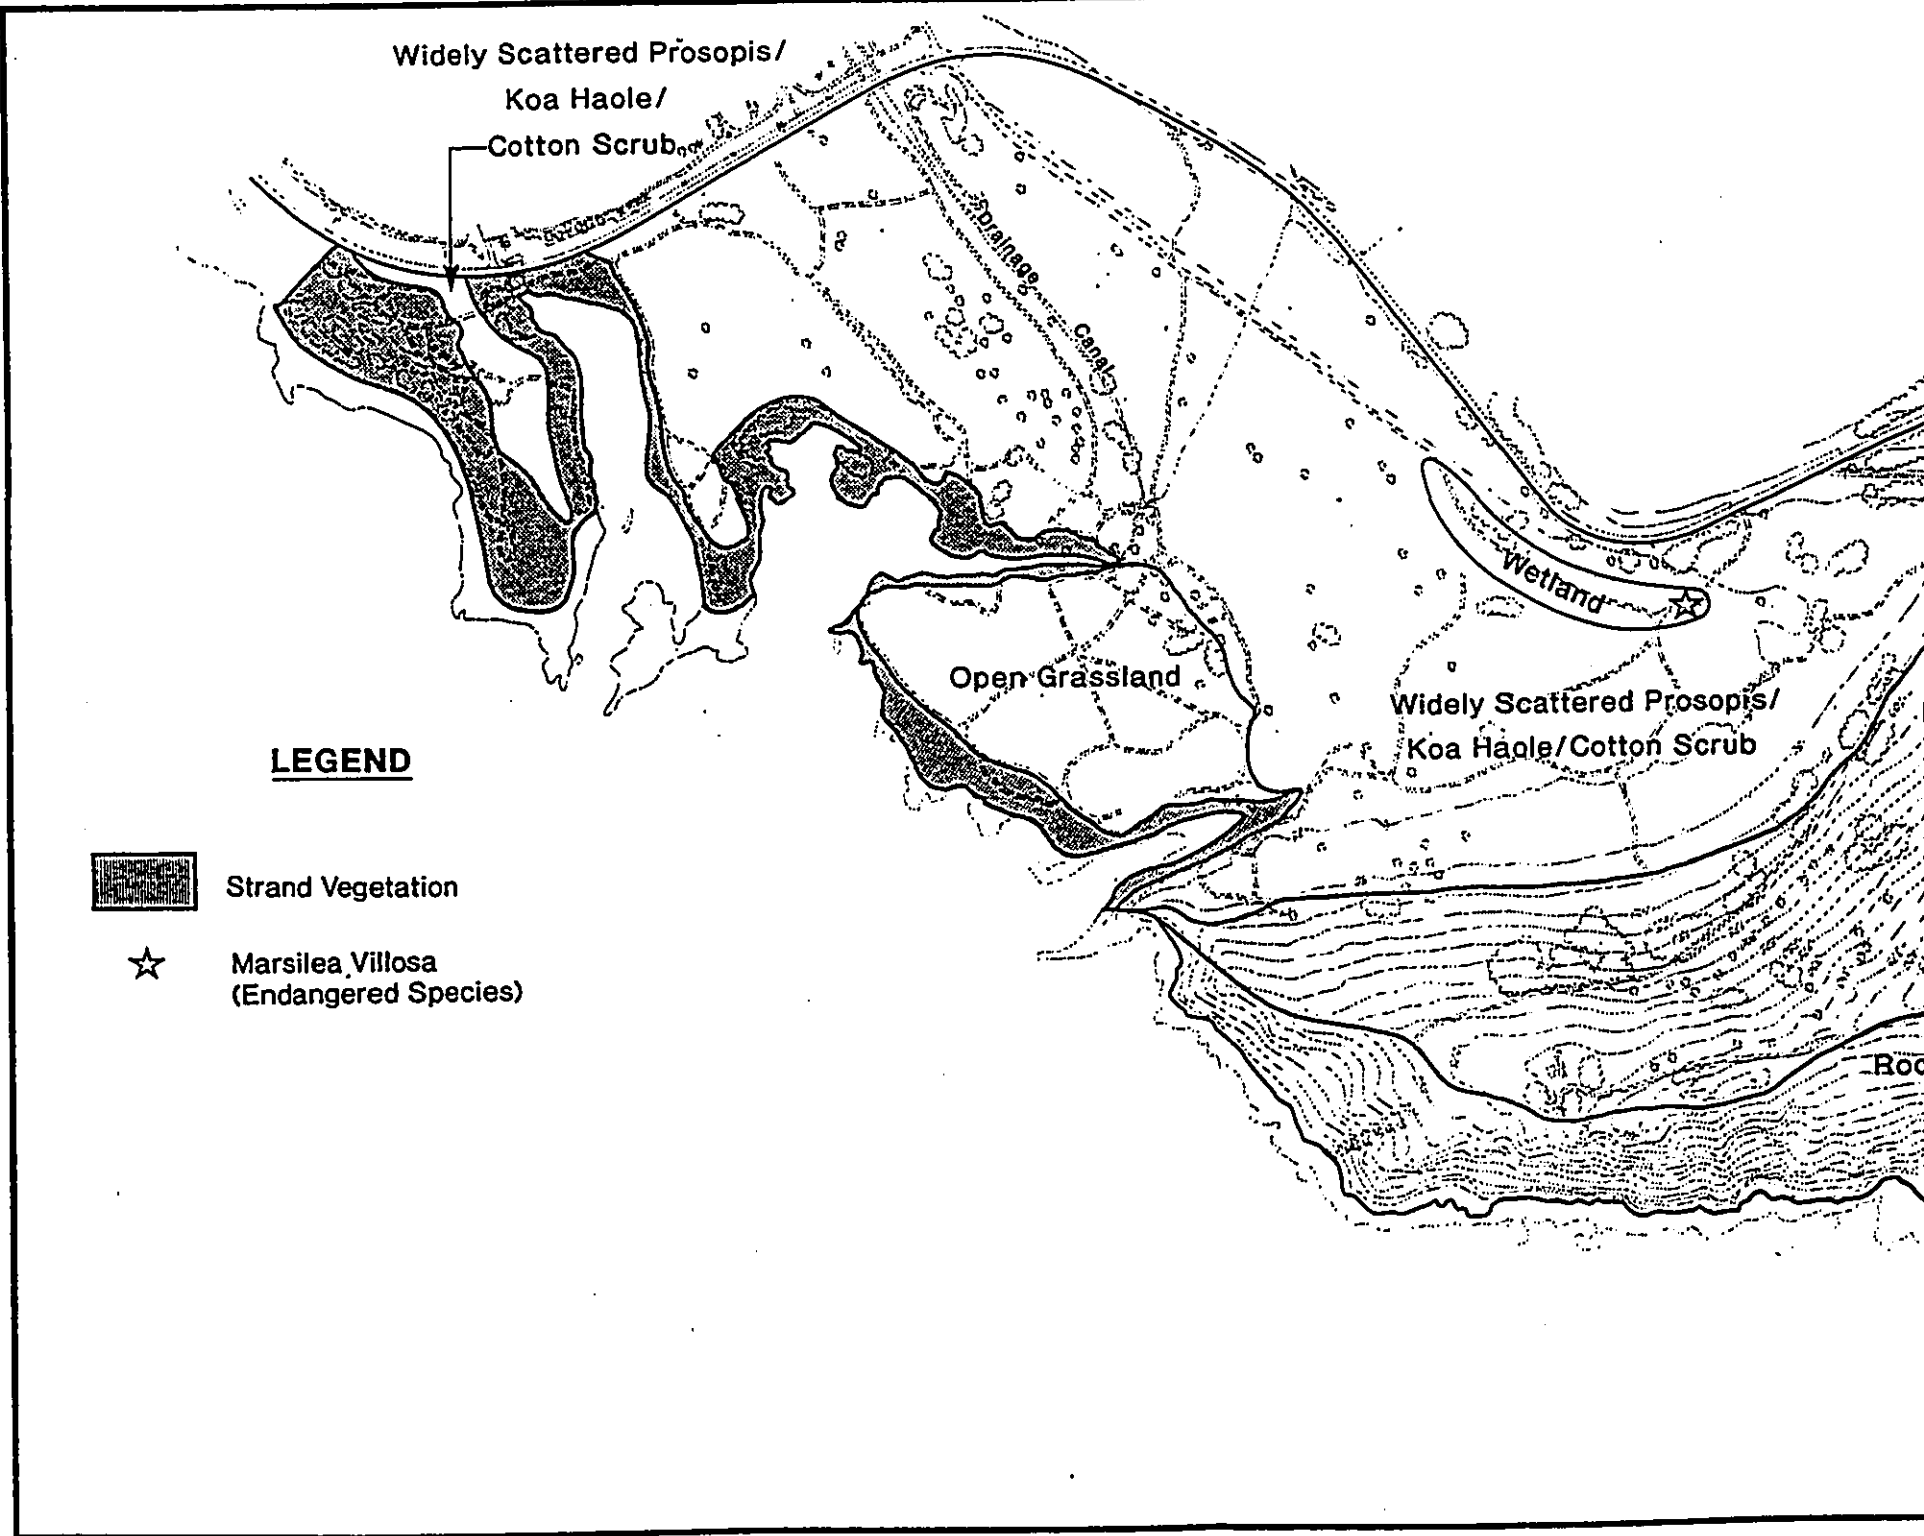 Widely Scattered Prosopis/
Koa Haole/
Cotton Scrub
Drainage
Canal
Wetland
Open Grassland
Widely Scattered Prosopis/
Koa Haole/Cotton Scrub
LEGEND
Strand Vegetation
Marsilea Villosa
(Endangered Species)